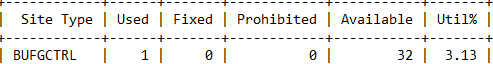 +-----------+------+-------+------------+-----------+-------+
| Site Type | Used | Fixed | Prohibited | Available | Util% |
+-----------+------+-------+------------+-----------+-------+
| BUFGCTRL | 1 | 0 | 0 | 32 | 3.13 |